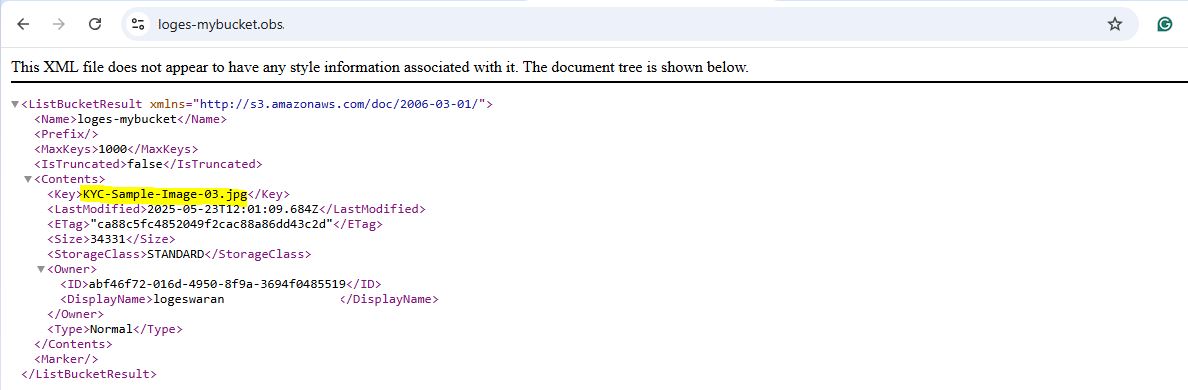 loges-mybucket.obs.
This XML file does not appear to have any style information associated with it. The document tree is shown below.
<ListBucketResult xmlns="http://s3.amazonaws.com/doc/2006-03-01/">
<Name>loges-mybucket</Name>
<Prefix/>
<MaxKeys>1000</MaxKeys>
<IsTruncated>false</IsTruncated>
<Contents>
<Key>KYC-Sample-Image-03.jpg</Key>
<LastModified>2025-05-23T12:01:09.684Z</LastModified>
<ETag>"ca88c5fc4852049f2cac88a86dd43c2d"</ETag>
<Size>34331</Size>
<StorageClass>STANDARD</StorageClass>
<Owner>
<ID>abf46f72-016d-4950-8f9a-3694f0485519</ID>
<DisplayName>logeswaran </DisplayName>
</Owner>
<Type>Normal</Type>
</Contents>
<Marker/>
</ListBucketResult>